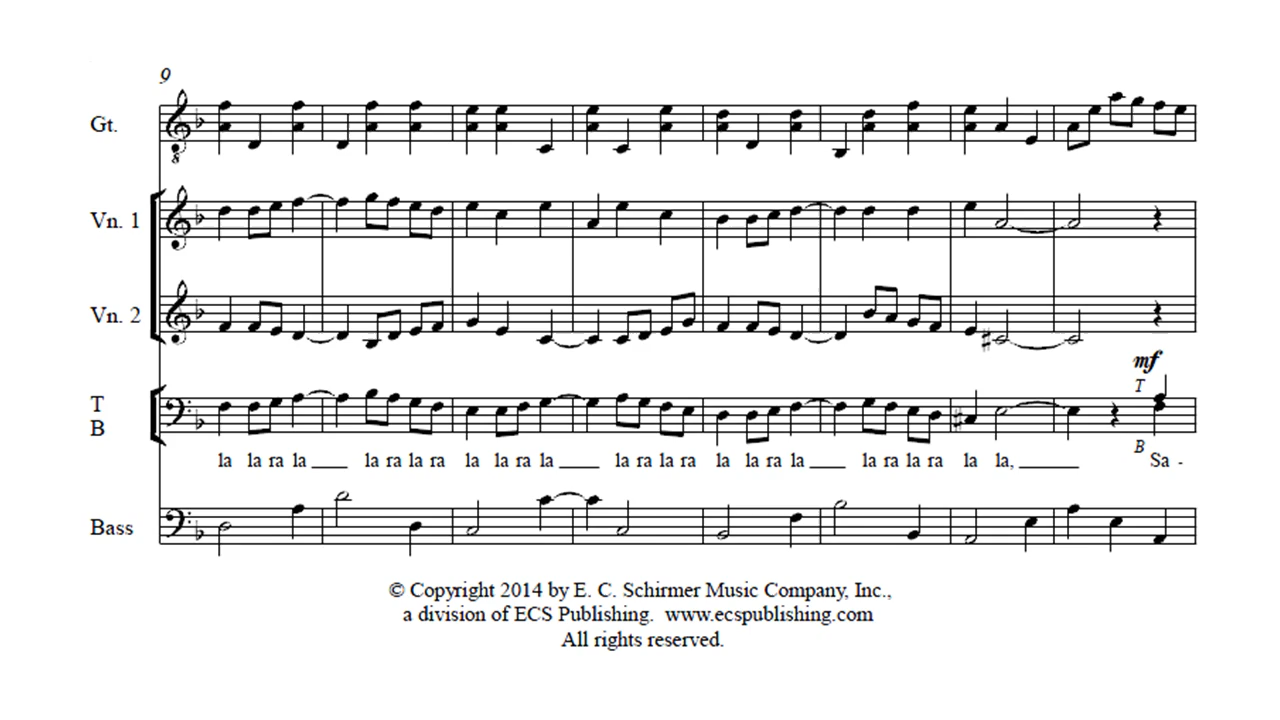 9
Gt.
8
Vn. 1
Vn. 2
mf
T
T
B
B
la la ra la ___ la ra la ra la la ra la ___ la ra la ra la la ra la ___ la ra la ra la la, ___ Sa -
Bass
© Copyright 2014 by E. C. Schirmer Music Company, Inc.,
a division of ECS Publishing. www.ecspublishing.com
All rights reserved.